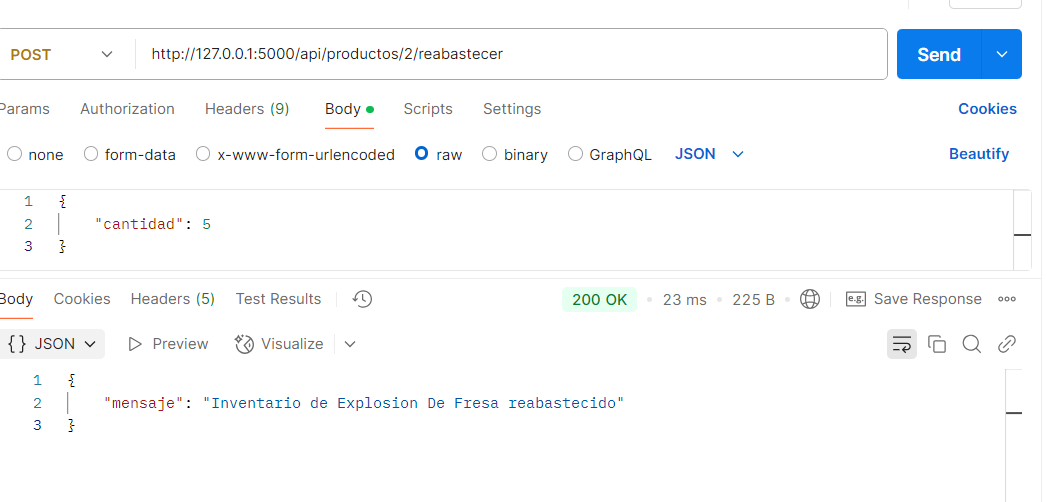 POST http://127.0.0.1:5000/api/productos/2/reabastecer Send
Params Authorization Headers (9) Body Scripts Settings Cookies
none form-data x-www-form-urlencoded raw binary GraphQL JSON Beautify
1 {
2 "cantidad": 5
3 }
Body Cookies Headers (5) Test Results 200 OK 23 ms 225 B e.g. Save Response
{} JSON Preview Visualize
1 {
2 "mensaje": "Inventario de Explosion De Fresa reabastecido"
3 }